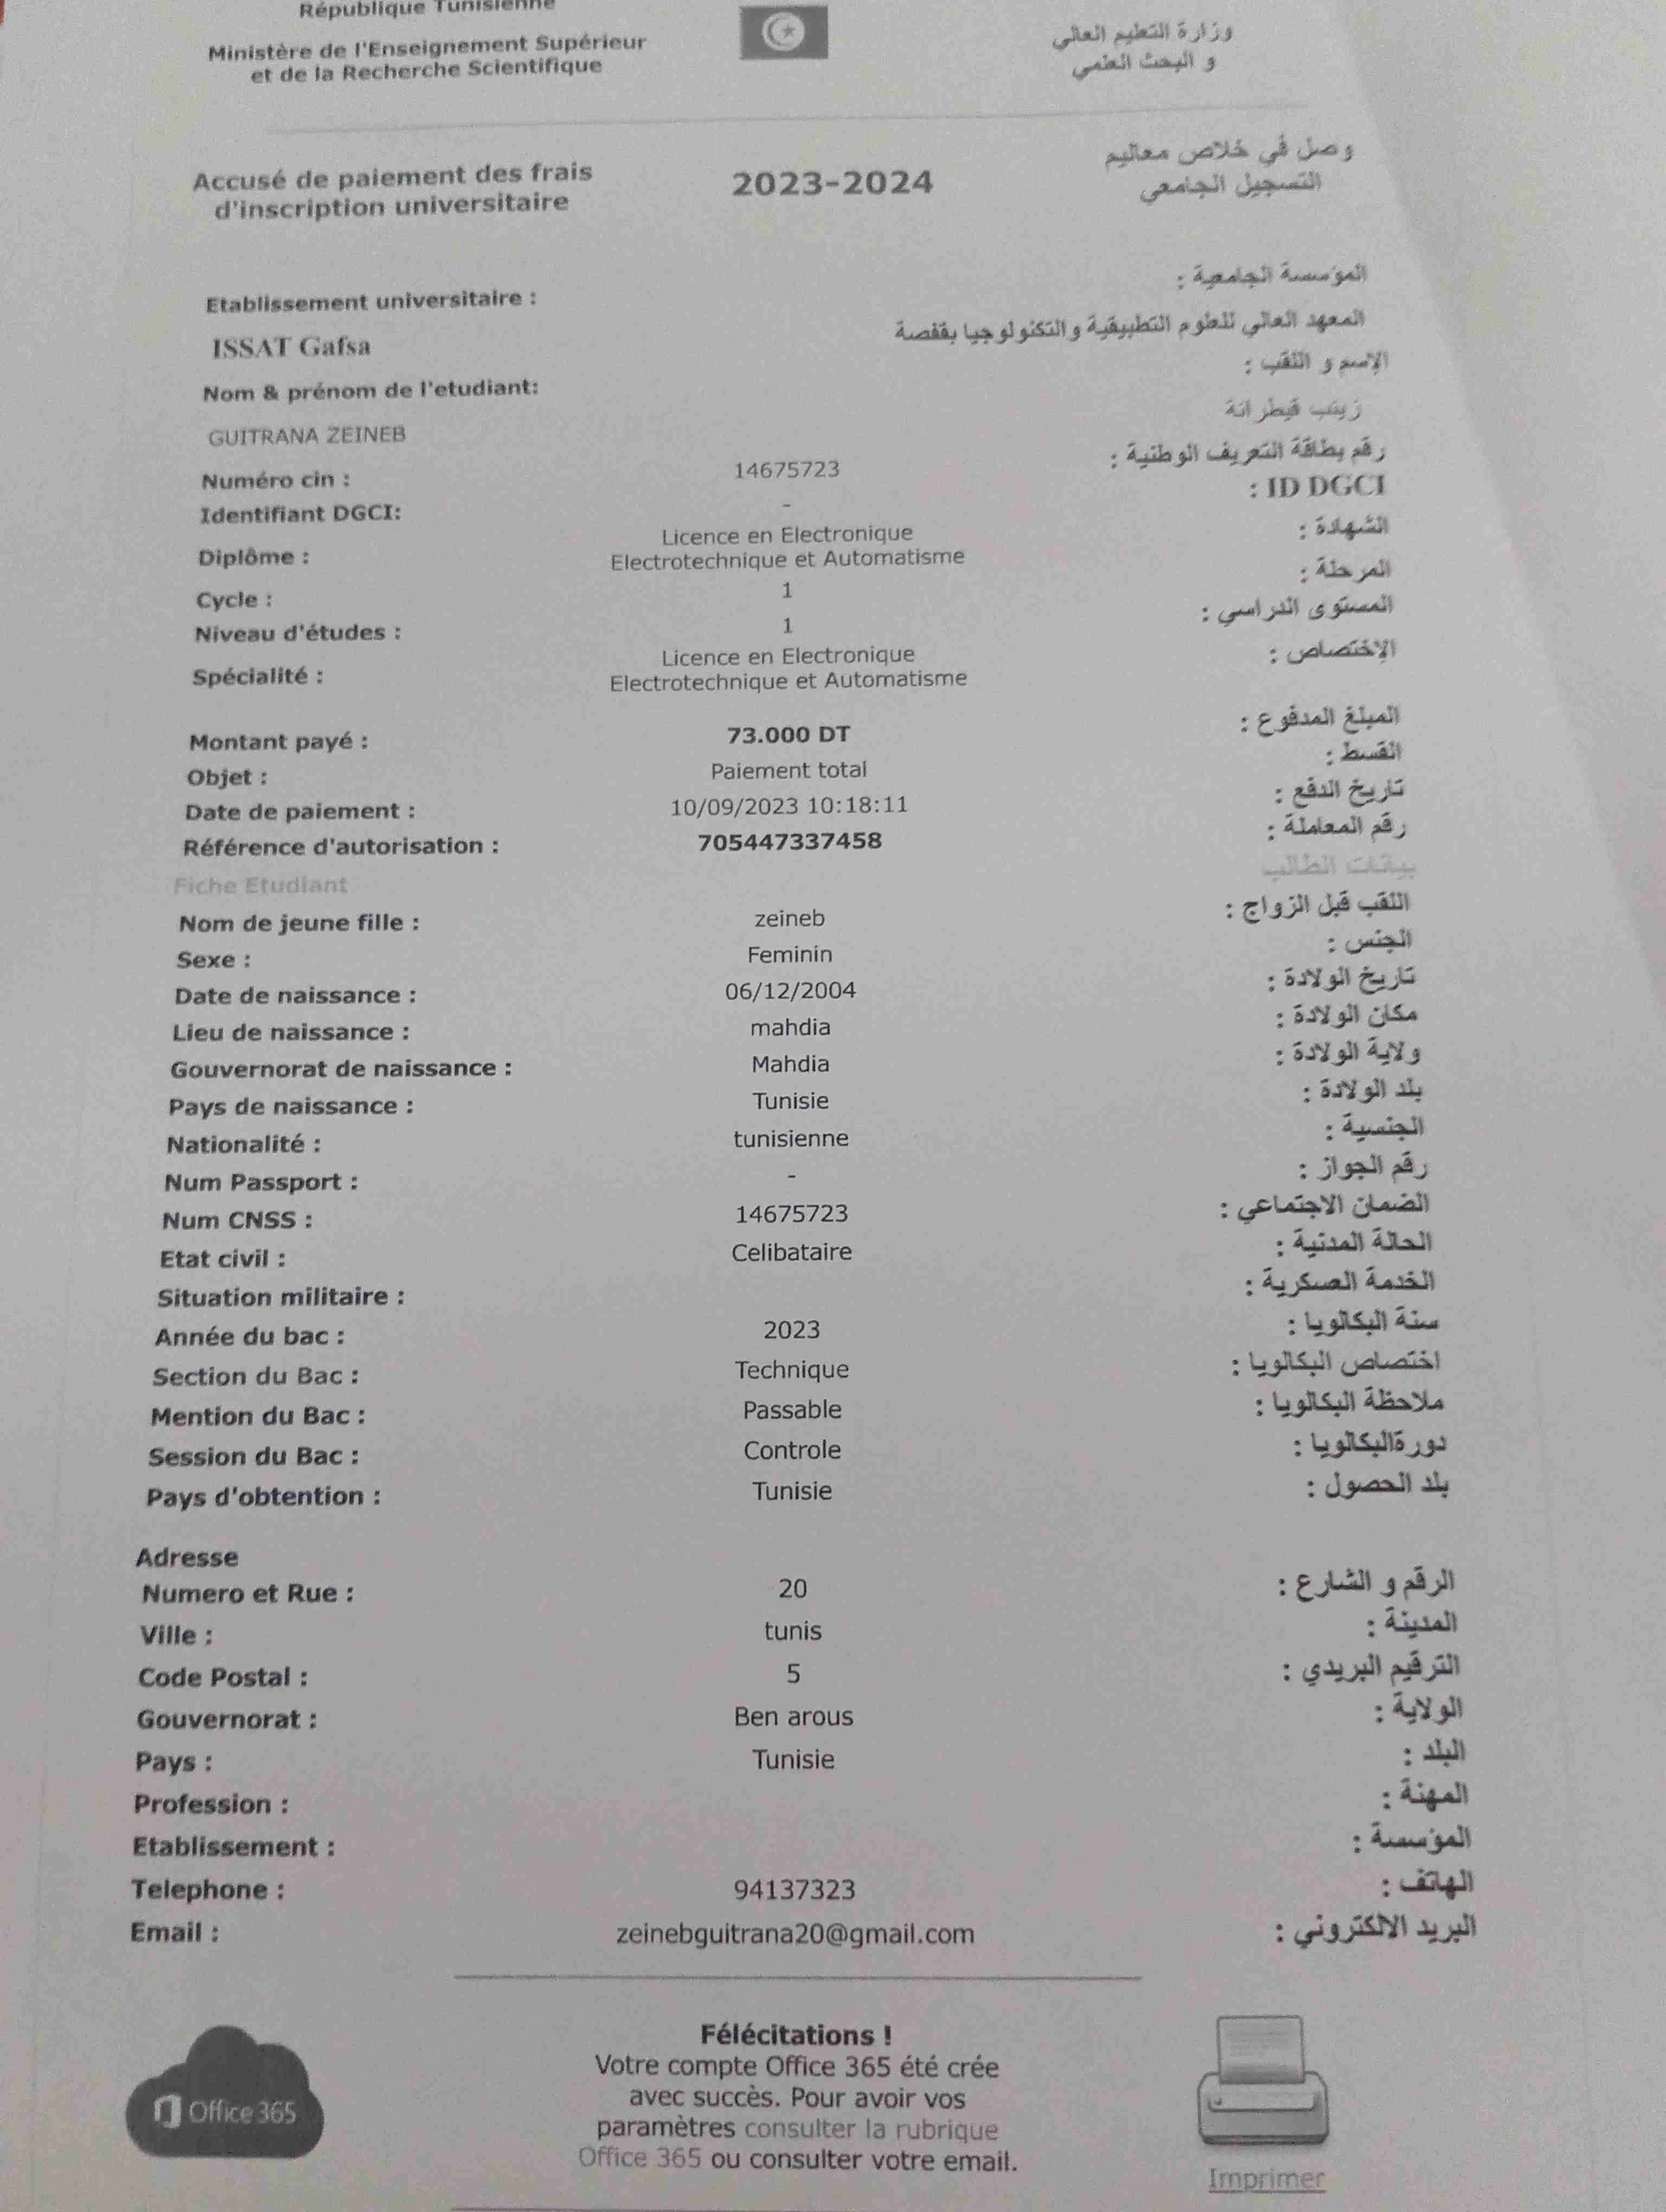 République Tunisienne
Ministère de l'Enseignement Supérieur
et de la Recherche Scientifique
وزارة التعليم العالي
و البحث العلمي
Accusé de paiement des frais
d'inscription universitaire
2023-2024
وصل في خلاص معاليم
التسجيل الجامعي
Etablissement universitaire :
المؤسسة الجامعية :
ISSAT Gafsa
المعهد العالي للعلوم التطبيقية والتكنولوجيا بقفصة
Nom & prénom de l'etudiant:
الإسم و اللقب :
GUITRANA ZEINEB
زينب قيطرانة
Numéro cin :
14675723
رقم بطاقة التعريف الوطنية :
Identifiant DGCI:
-
ID DGCI :
Diplôme :
Licence en Electronique
Electrotechnique et Automatisme
الشهادة :
Cycle :
1
المرحلة :
Niveau d'études :
1
المستوى الدراسي :
Spécialité :
Licence en Electronique
Electrotechnique et Automatisme
الإختصاص :
Montant payé :
73.000 DT
المبلغ المدفوع :
Objet :
Paiement total
القسط :
Date de paiement :
10/09/2023 10:18:11
تاريخ الدفع :
Référence d'autorisation :
705447337458
رقم المعاملة :
Fiche Etudiant
بيانات الطالب
Nom de jeune fille :
zeineb
اللقب قبل الزواج :
Sexe :
Feminin
الجنس :
Date de naissance :
06/12/2004
تاريخ الولادة :
Lieu de naissance :
mahdia
مكان الولادة :
Gouvernorat de naissance :
Mahdia
ولاية الولادة :
Pays de naissance :
Tunisie
بلد الولادة :
Nationalité :
tunisienne
الجنسية :
Num Passport :
-
رقم الجواز :
Num CNSS :
14675723
الضمان الاجتماعي :
Etat civil :
Celibataire
الحالة المدنية :
Situation militaire :
الخدمة العسكرية :
Année du bac :
2023
سنة البكالويا :
Section du Bac :
Technique
اختصاص البكالويا :
Mention du Bac :
Passable
ملاحظة البكالويا :
Session du Bac :
Controle
دورةالبكالويا :
Pays d'obtention :
Tunisie
بلد الحصول :
Adresse
Numero et Rue :
20
الرقم و الشارع :
Ville :
tunis
المدينة :
Code Postal :
5
الترقيم البريدي :
Gouvernorat :
Ben arous
الولاية :
Pays :
Tunisie
البلد :
Profession :
المهنة :
Etablissement :
المؤسسة :
Telephone :
94137323
الهاتف :
Email :
zeinebguitrana20@gmail.com
البريد الالكتروني :
Office 365
Félécitations !
Votre compte Office 365 été crée
avec succès. Pour avoir vos
paramètres consulter la rubrique
Office 365 ou consulter votre email.
Imprimer